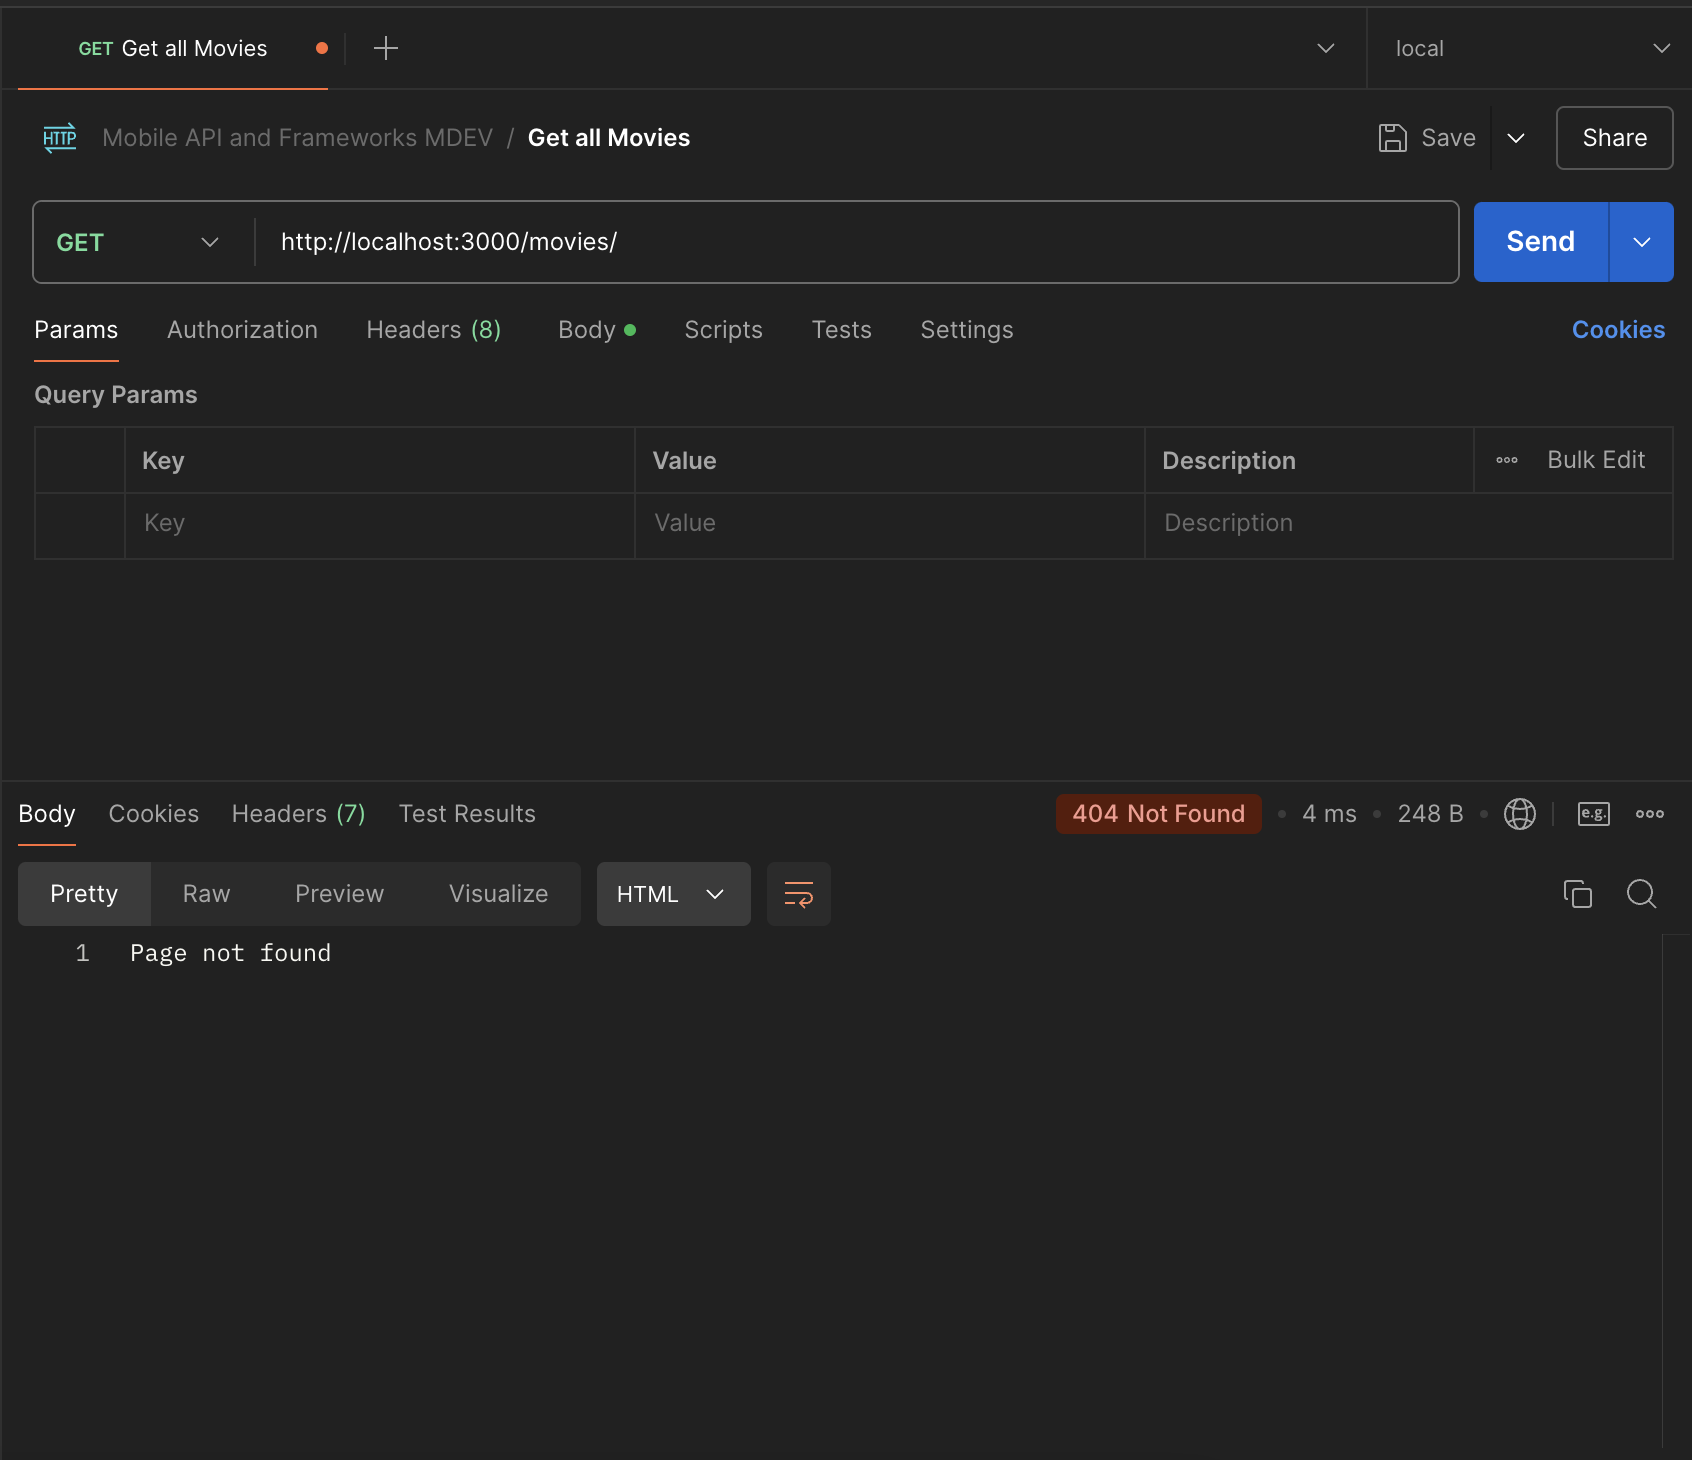 GET Get all Movies local
HTTP Mobile API and Frameworks MDEV / Get all Movies Save Share
GET http://localhost:3000/movies/ Send
Params Authorization Headers (8) Body Scripts Tests Settings Cookies
Query Params
Key Value Description Bulk Edit
Key Value Description
Body Cookies Headers (7) Test Results 404 Not Found 4 ms 248 B e.g.
Pretty Raw Preview Visualize HTML
1 Page not found